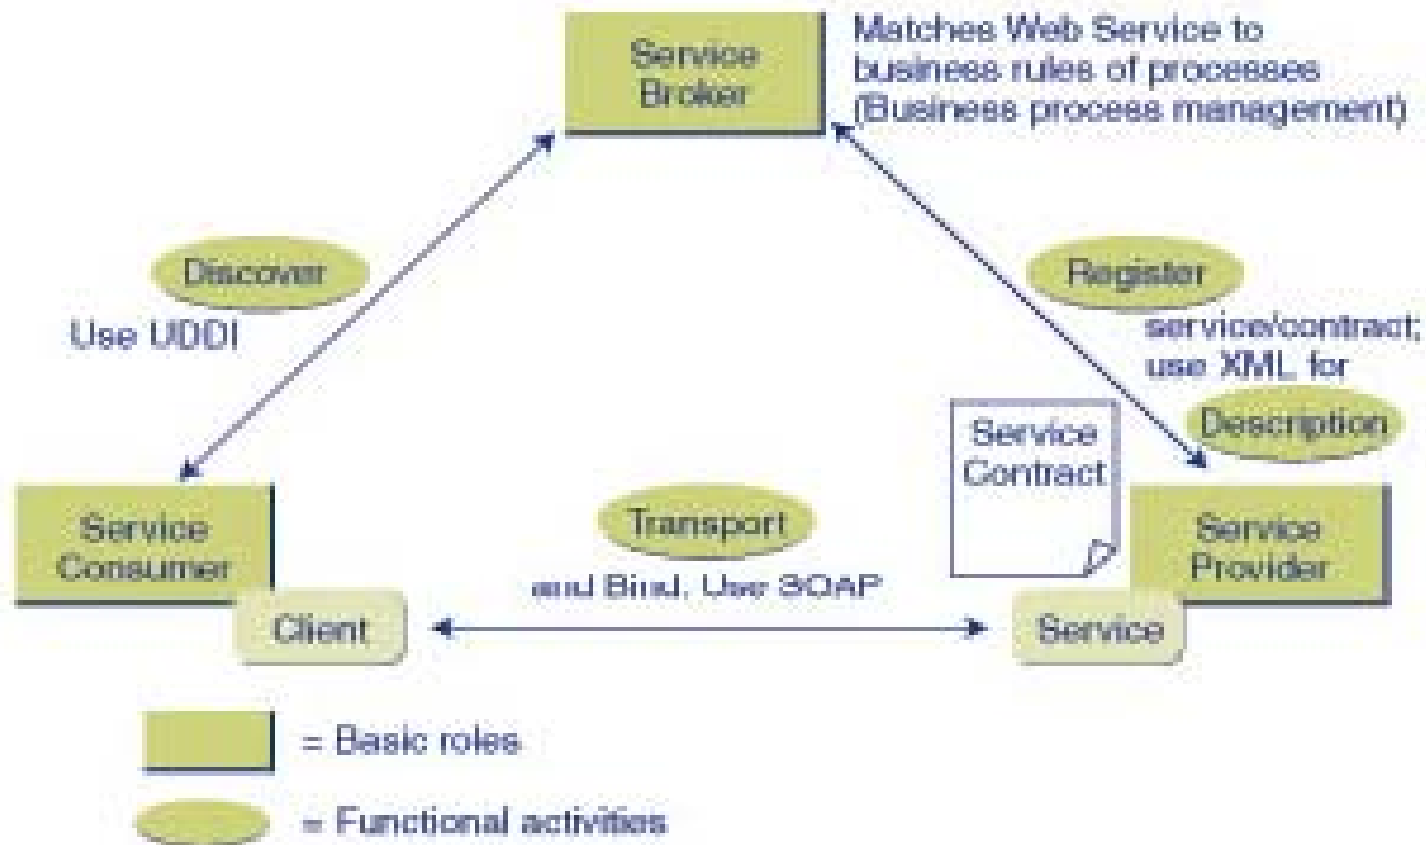 Service
Broker
Matches Web Service to
business rules of processes
(Business process management)
Discover
Use UDDI
Register
service/contract;
use XML for
Description
Service
Contract
Service
Consumer
Client
Transport
and Bind. Use SOAP
Service
Provider
Service
= Basic roles
= Functional activities